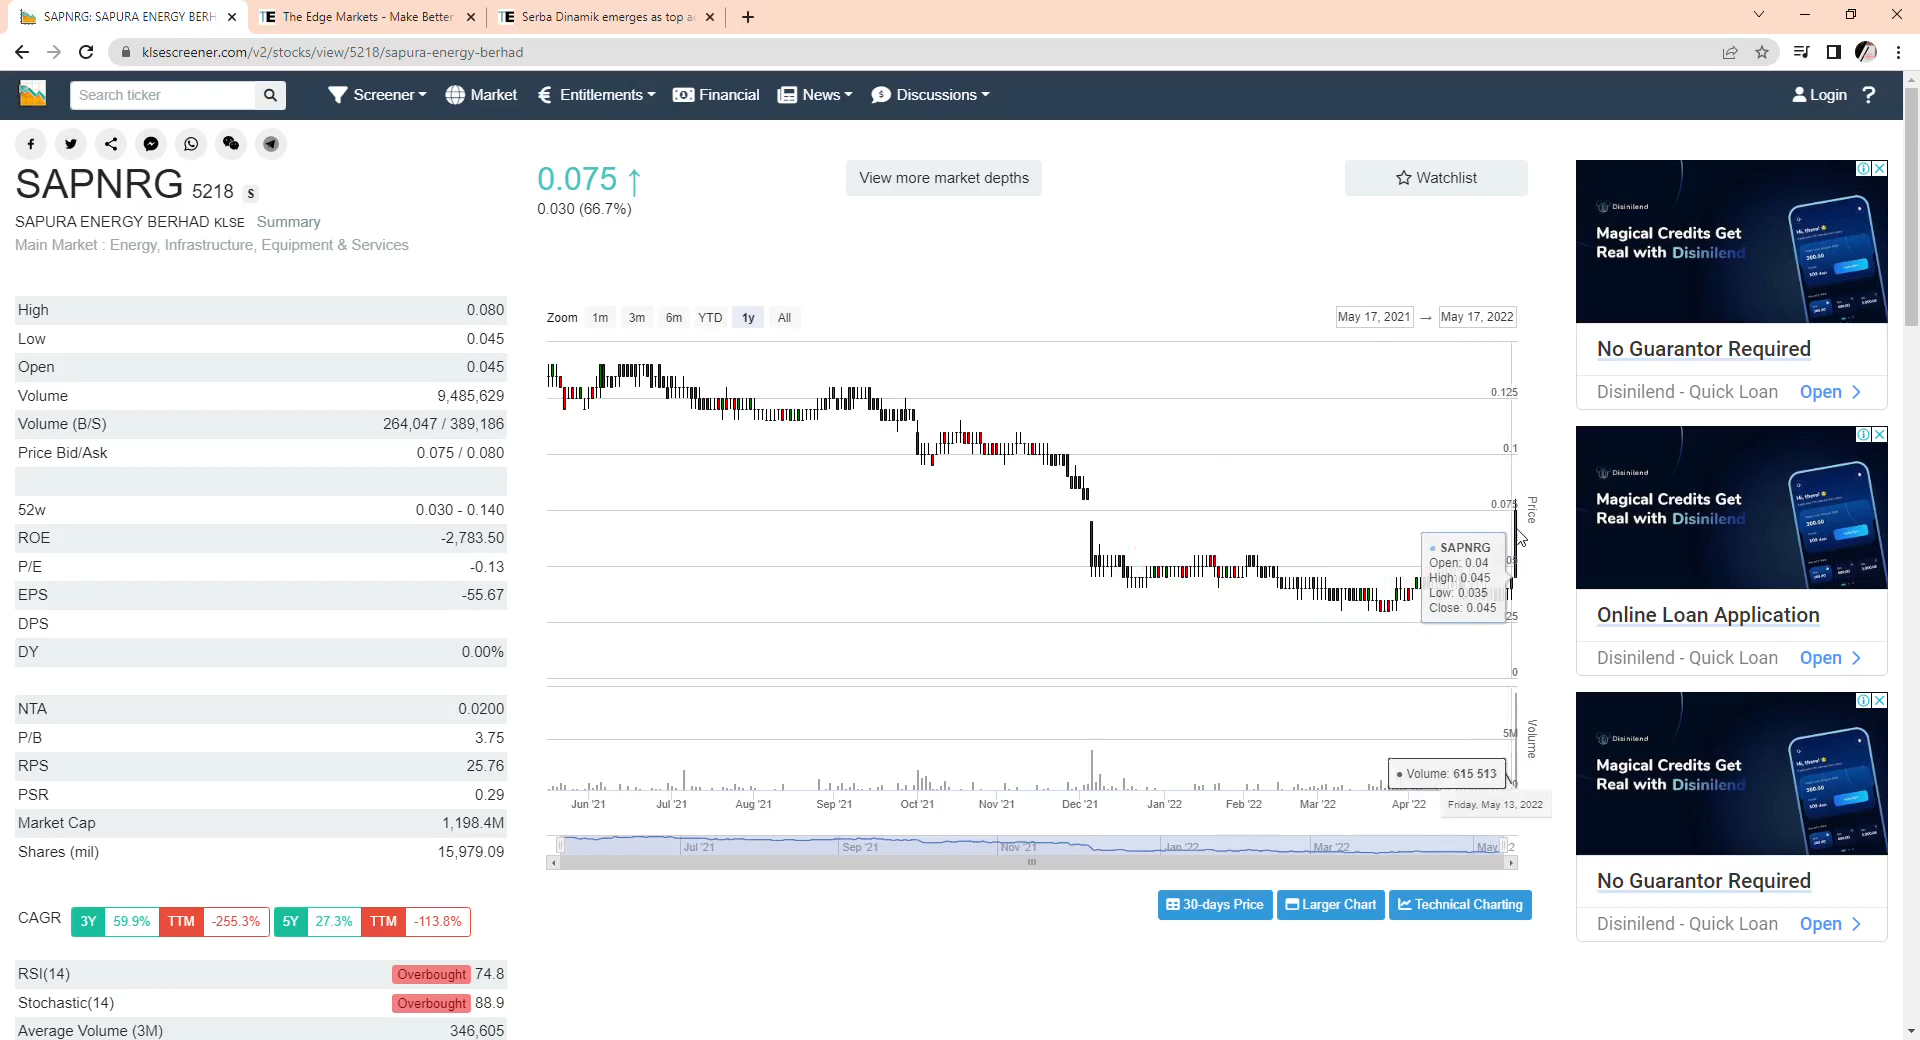 SAPNRG: SAPURA ENERGY BERH
The Edge Markets - Make Better
Serba Dinamik emerges as top a
klsescreener.com/v2/stocks/view/5218/sapura-energy-berhad
Search ticker
Screener
Market
Entitlements
Financial
News
Discussions
Login
?
SAPNRG 5218 S
SAPURA ENERGY BERHAD KLSE Summary
Main Market : Energy, Infrastructure, Equipment & Services
0.075 ↑
0.030 (66.7%)
View more market depths
Watchlist
High 0.080
Low 0.045
Open 0.045
Volume 9,485,629
Volume (B/S) 264,047 / 389,186
Price Bid/Ask 0.075 / 0.080
52w 0.030 - 0.140
ROE -2,783.50
P/E -0.13
EPS -55.67
DPS
DY 0.00%
NTA 0.0200
P/B 3.75
RPS 25.76
PSR 0.29
Market Cap 1,198.4M
Shares (mil) 15,979.09
CAGR 3Y 59.9% TTM -255.3% 5Y 27.3% TTM -113.8%
RSI(14) Overbought 74.8
Stochastic(14) Overbought 88.9
Average Volume (3M) 346,605
Zoom 1m 3m 6m YTD 1y All
May 17, 2021 → May 17, 2022
0.125
0.1
0.075
Price
SAPNRG
Open: 0.04
High: 0.045
Low: 0.035
Close: 0.045
25
0
5M
Volume
Volume: 615 513
0
Jun '21 Jul '21 Aug '21 Sep '21 Oct '21 Nov '21 Dec '21 Jan '22 Feb '22 Mar '22 Apr '22
Friday, May 13, 2022
Jul '21 Sep '21 Nov '21 Jan '22 Mar '22 May
30-days Price
Larger Chart
Technical Charting
Disinilend
Magical Credits Get
Real with Disinilend
No Guarantor Required
Disinilend - Quick Loan Open
Disinilend
Magical Credits Get
Real with Disinilend
Online Loan Application
Disinilend - Quick Loan Open
Disinilend
Magical Credits Get
Real with Disinilend
No Guarantor Required
Disinilend - Quick Loan Open